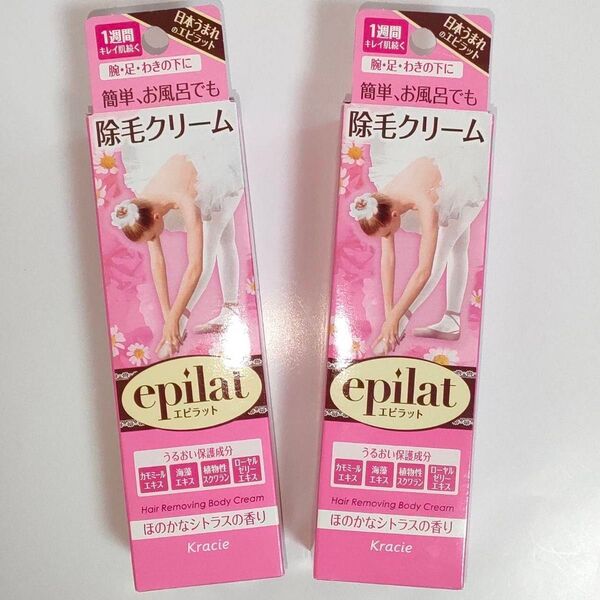 1週間
キレイ肌続く
日本うまれ
のエピラット
腕・足・わきの下に
簡単、お風呂でも
除毛クリーム
epilat
エピラット
うるおい保護成分
カモミール
エキス
海藻
エキス
植物性
スクワラン
ローヤル
ゼリー
エキス
Hair Removing Body Cream
ほのかなシトラスの香り
Kracie
1週間
キレイ肌続く
日本うまれ
のエピラット
腕・足・わきの下に
簡単、お風呂でも
除毛クリーム
epilat
エピラット
うるおい保護成分
カモミール
エキス
海藻
エキス
植物性
スクワラン
ローヤル
ゼリー
エキス
Hair Removing Body Cream
ほのかなシトラスの香り
Kracie